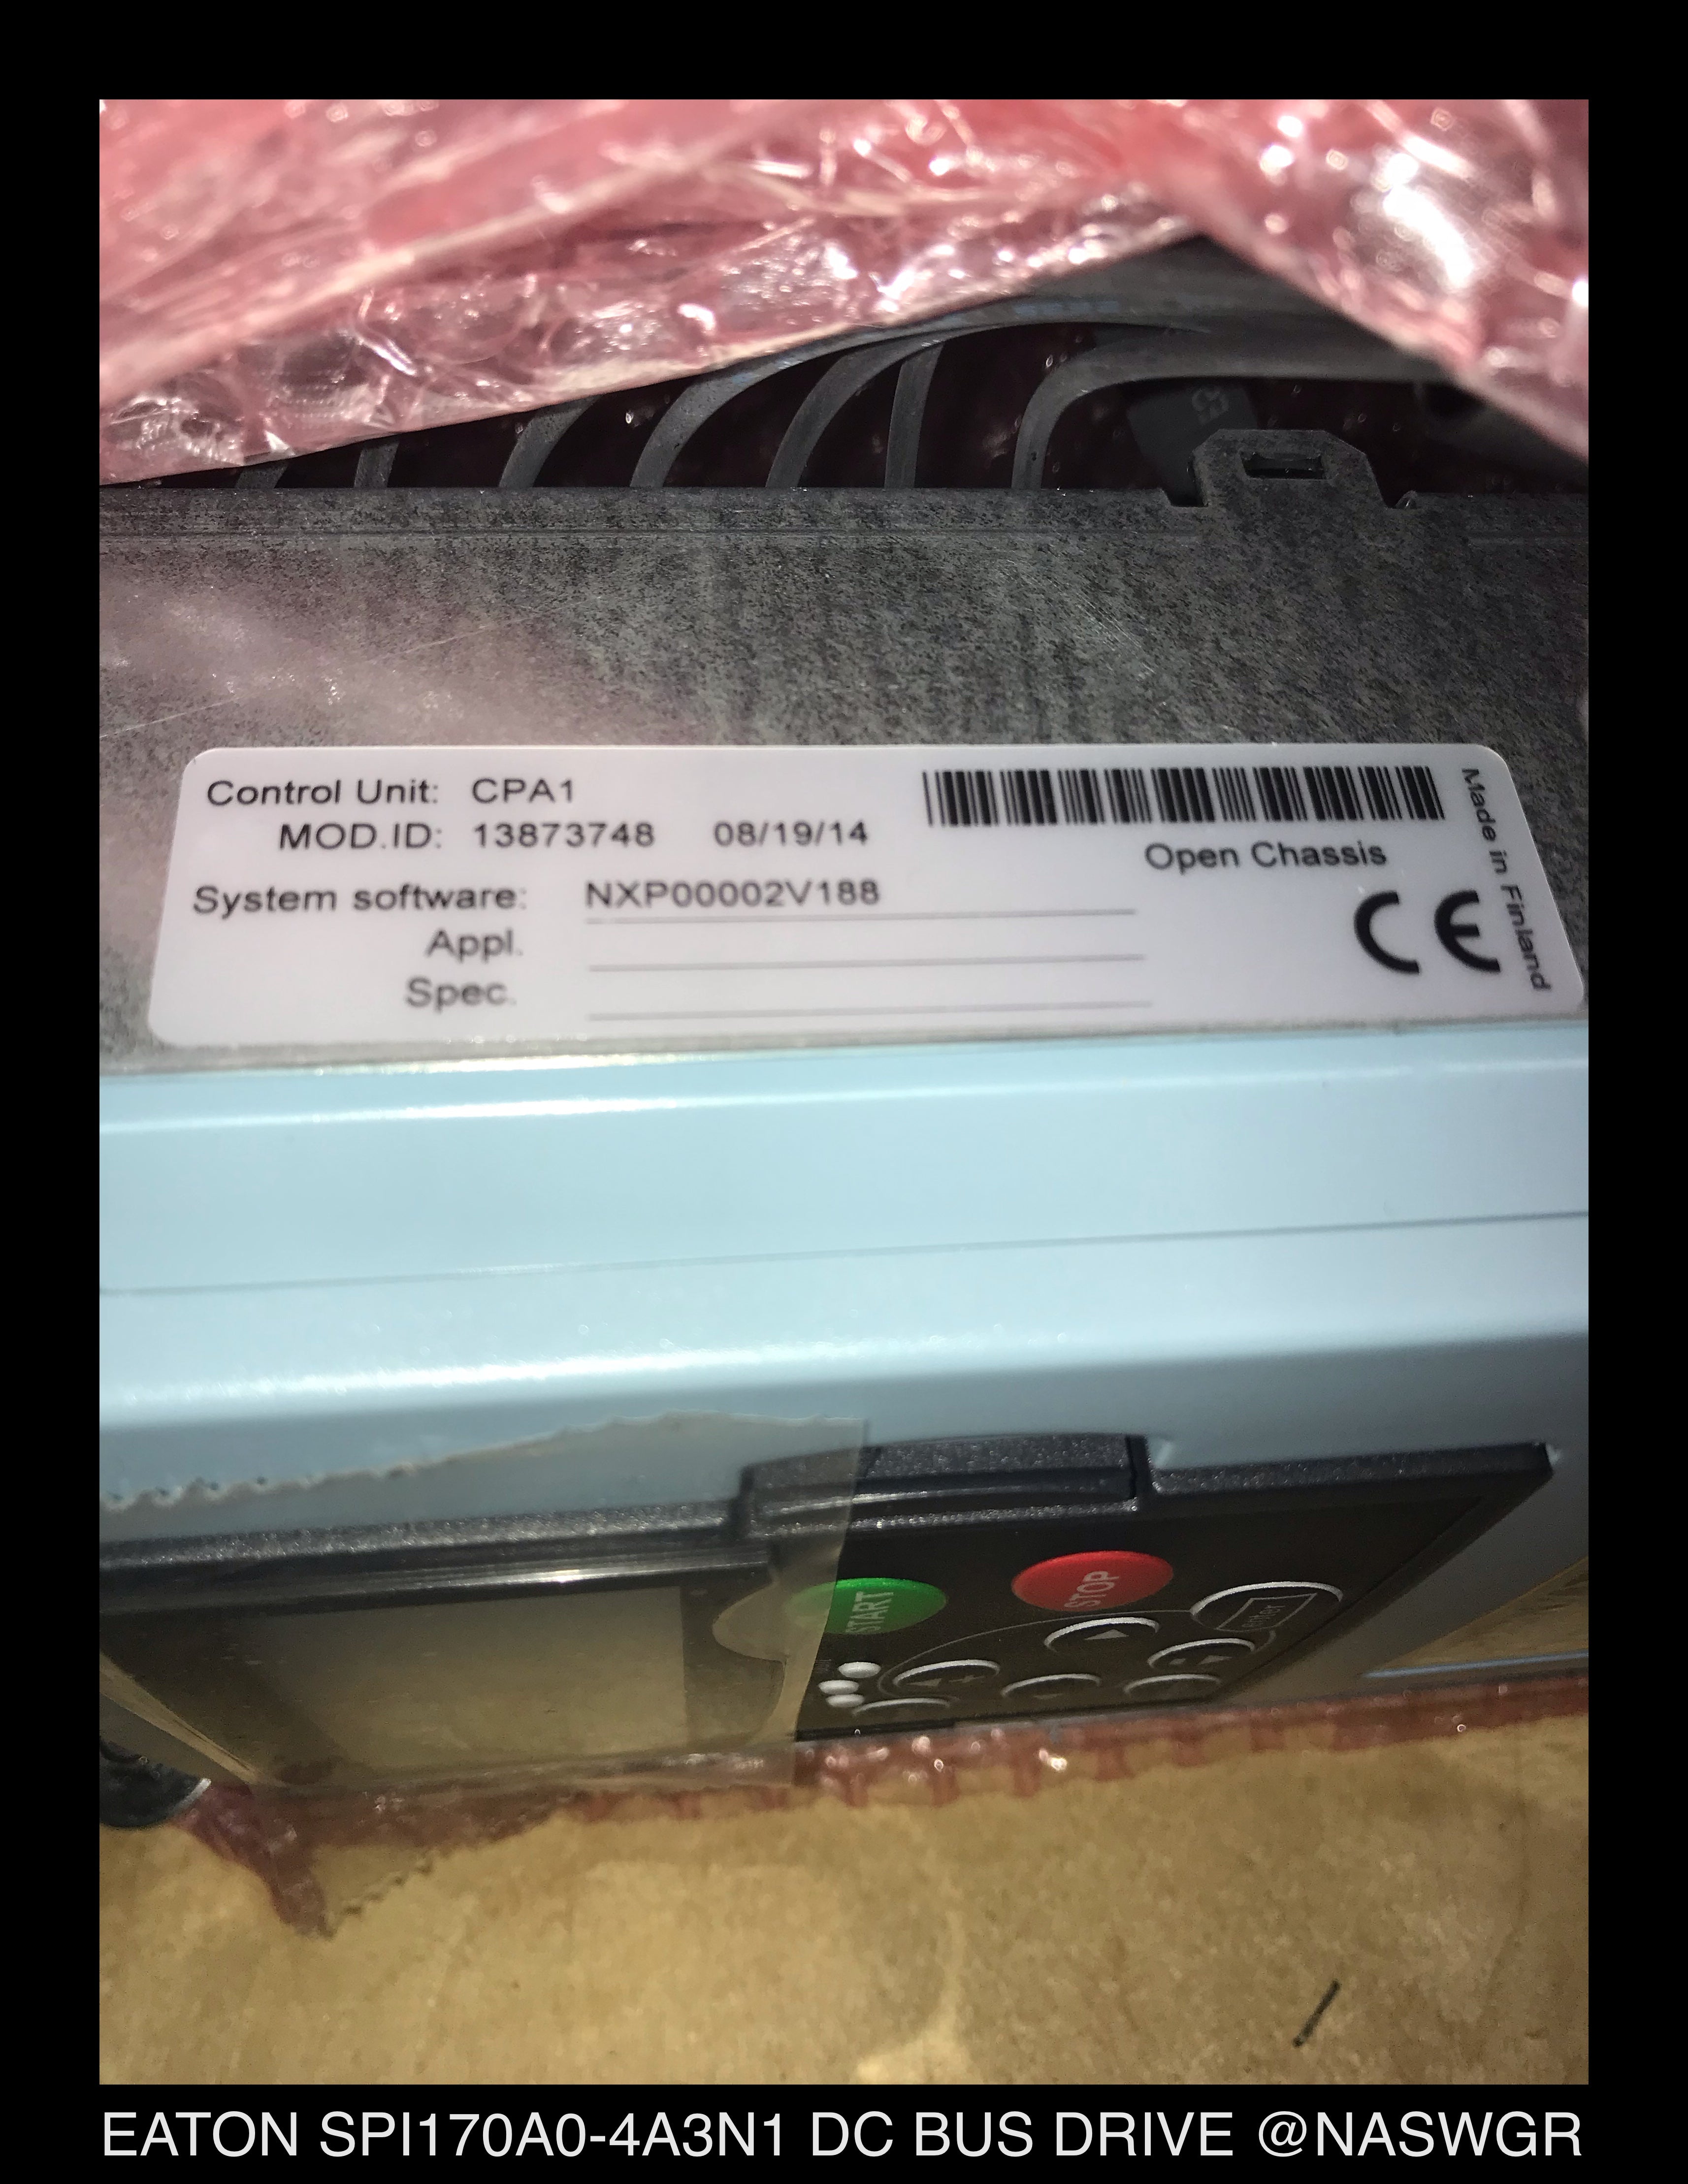 Control Unit: CPA1
MOD.ID: 13873748 08/19/14
Open Chassis
System software: NXP00002V188
Appl.
Spec.
CE
Made in Finland
START
STOP
Enter
EATON SPI170A0-4A3N1 DC BUS DRIVE @NASWGR